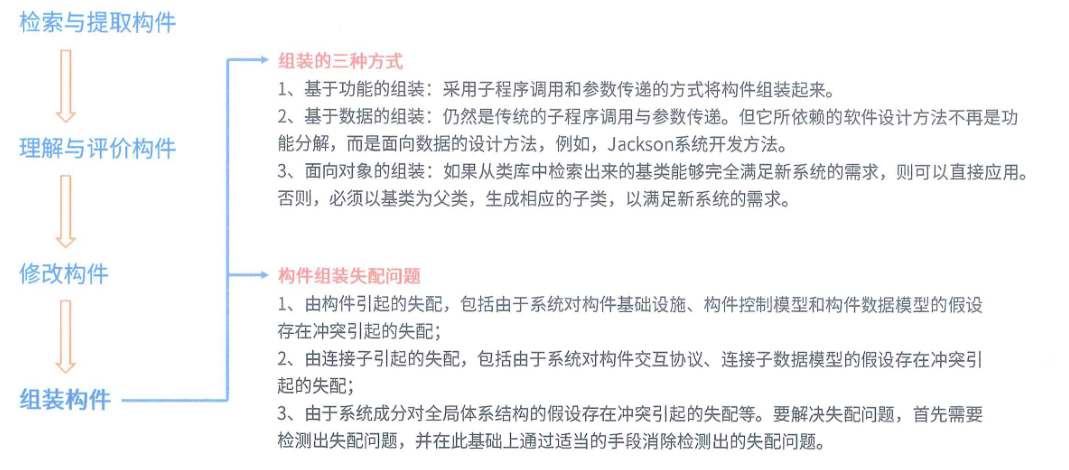 检索与提取构件
理解与评价构件
修改构件
组装构件
组装的三种方式
1、基于功能的组装：采用子程序调用和参数传递的方式将构件组装起来。
2、基于数据的组装：仍然是传统的子程序调用与参数传递。但它所依赖的软件设计方法不再是功
能分解，而是面向数据的设计方法，例如，Jackson系统开发方法。
3、面向对象的组装：如果从类库中检索出来的基类能够完全满足新系统的需求，则可以直接应用。
否则，必须以基类为父类，生成相应的子类，以满足新系统的需求。
构件组装失配问题
1、由构件引起的失配，包括由于系统对构件基础设施、构件控制模型和构件数据模型的假设
存在冲突引起的失配；
2、由连接子引起的失配，包括由于系统对构件交互协议、连接子数据模型的假设存在冲突引
起的失配；
3、由于系统成分对全局体系结构的假设存在冲突引起的失配等。要解决失配问题，首先需要
检测出失配问题，并在此基础上通过适当的手段消除检测出的失配问题。